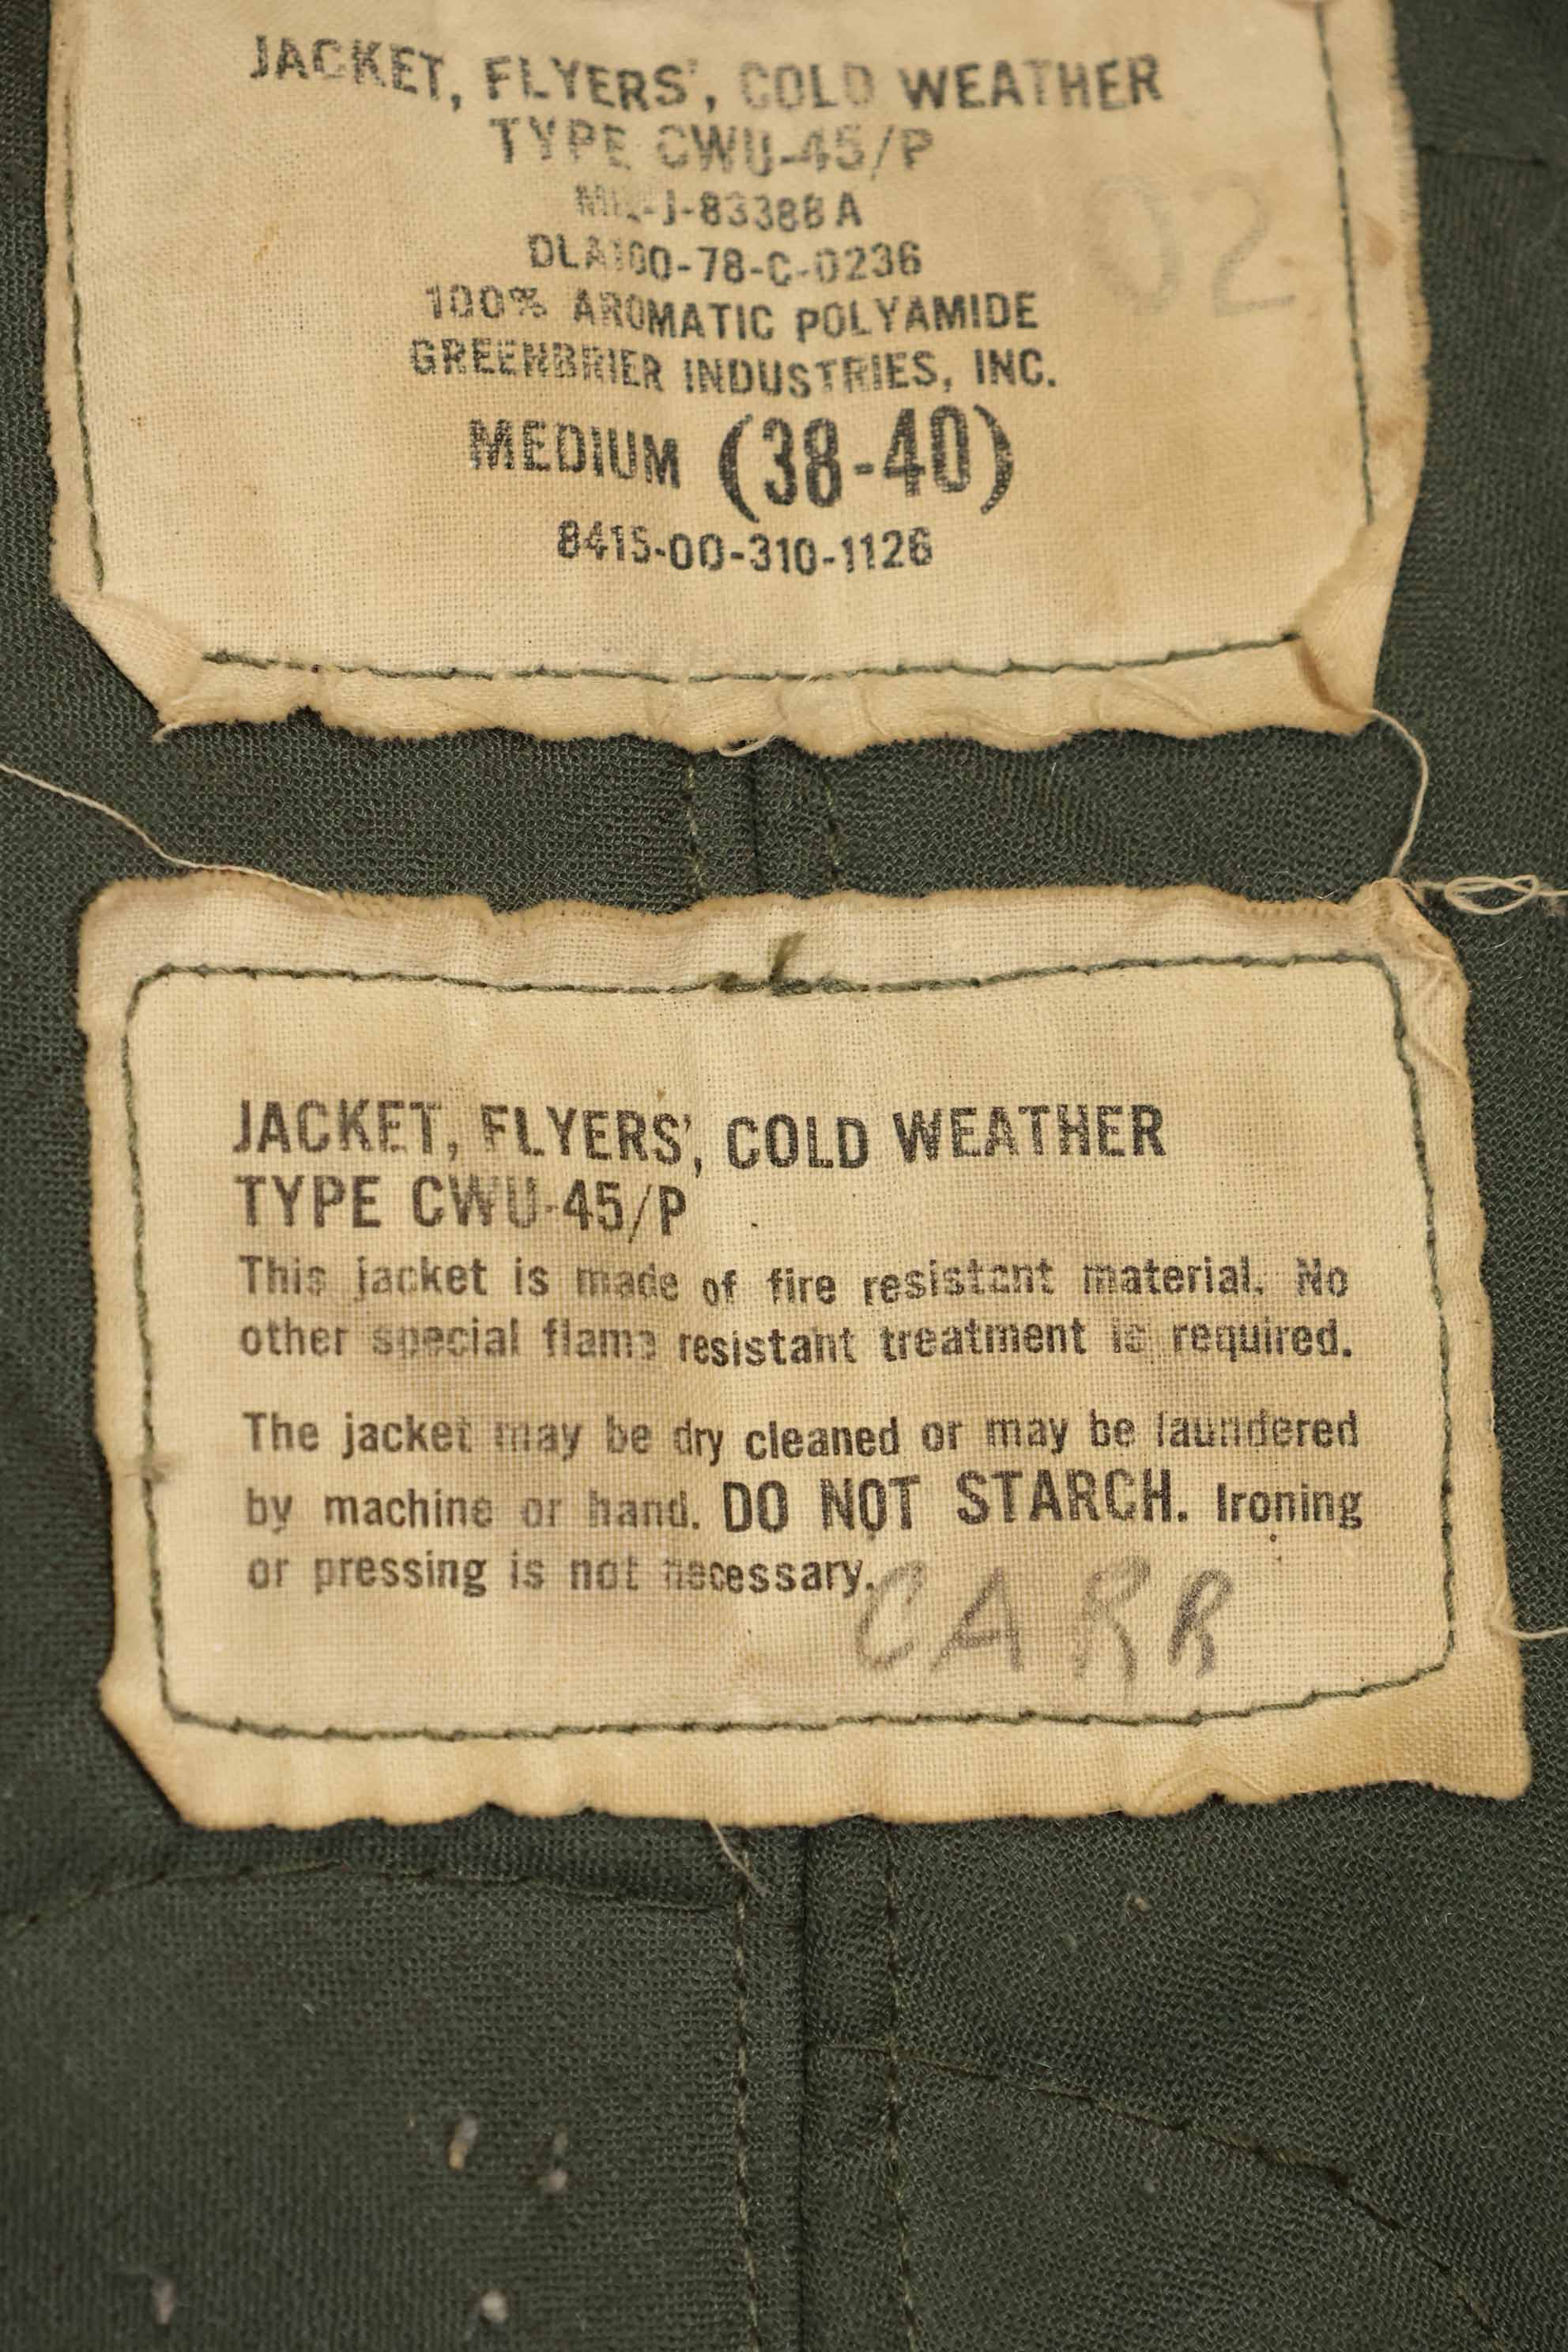 JACKET, FLYERS', COLD WEATHER
TYPE CWU-45/P
MIL-J-83388A
DLA100-78-C-0236
100% AROMATIC POLYAMIDE
GREENBRIER INDUSTRIES, INC.
MEDIUM (38-40)
8415-00-310-1126
02
JACKET, FLYERS', COLD WEATHER
TYPE CWU-45/P
This jacket is made of fire resistant material. No
other special flame resistant treatment is required.
The jacket may be dry cleaned or may be laundered
by machine or hand. DO NOT STARCH. Ironing
or pressing is not necessary.
CARR